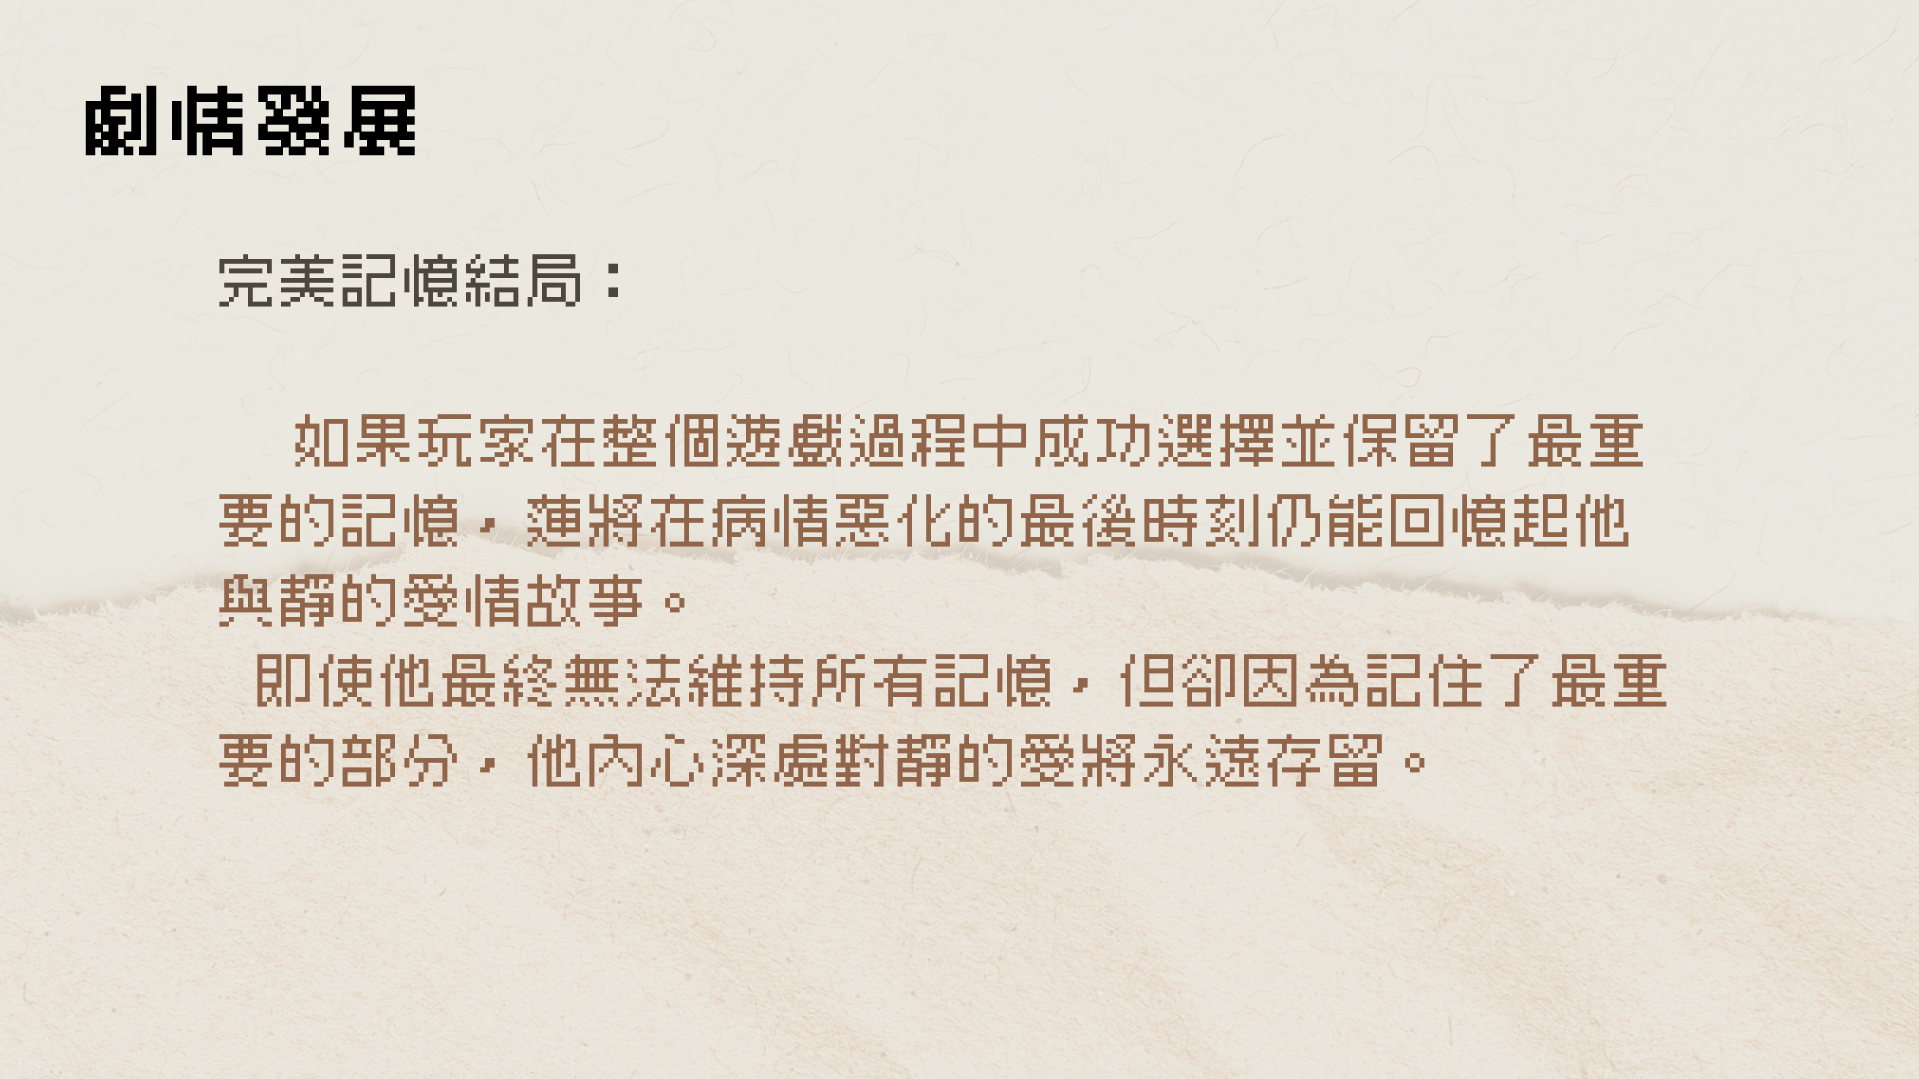 劇情發展
完美記憶結局：
如果玩家在整個遊戲過程中成功選擇並保留了最重
要的記憶，蓮將在病情惡化的最後時刻仍能回憶起他
與靜的愛情故事。
即使他最終無法維持所有記憶，但卻因為記住了最重
要的部分，他內心深處對靜的愛將永遠存留。